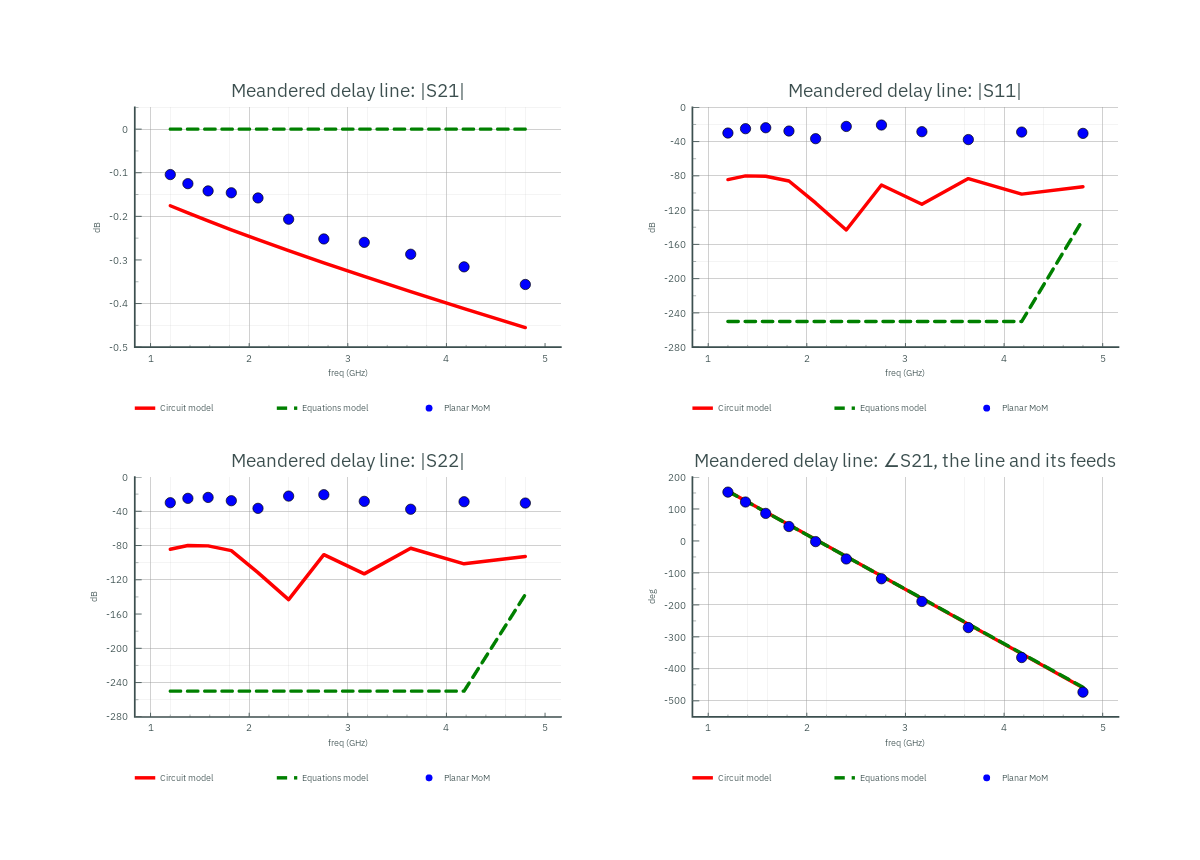 Meandered delay line: |S21|
0
-0.1
-0.2
-0.3
-0.4
-0.5
dB
1 2 3 4 5
freq (GHz)
Circuit model Equations model Planar MoM
Meandered delay line: |S11|
0
-40
-80
-120
-160
-200
-240
-280
dB
1 2 3 4 5
freq (GHz)
Circuit model Equations model Planar MoM
Meandered delay line: |S22|
0
-40
-80
-120
-160
-200
-240
-280
dB
1 2 3 4 5
freq (GHz)
Circuit model Equations model Planar MoM
Meandered delay line: ∠S21, the line and its feeds
200
100
0
-100
-200
-300
-400
-500
deg
1 2 3 4 5
freq (GHz)
Circuit model Equations model Planar MoM